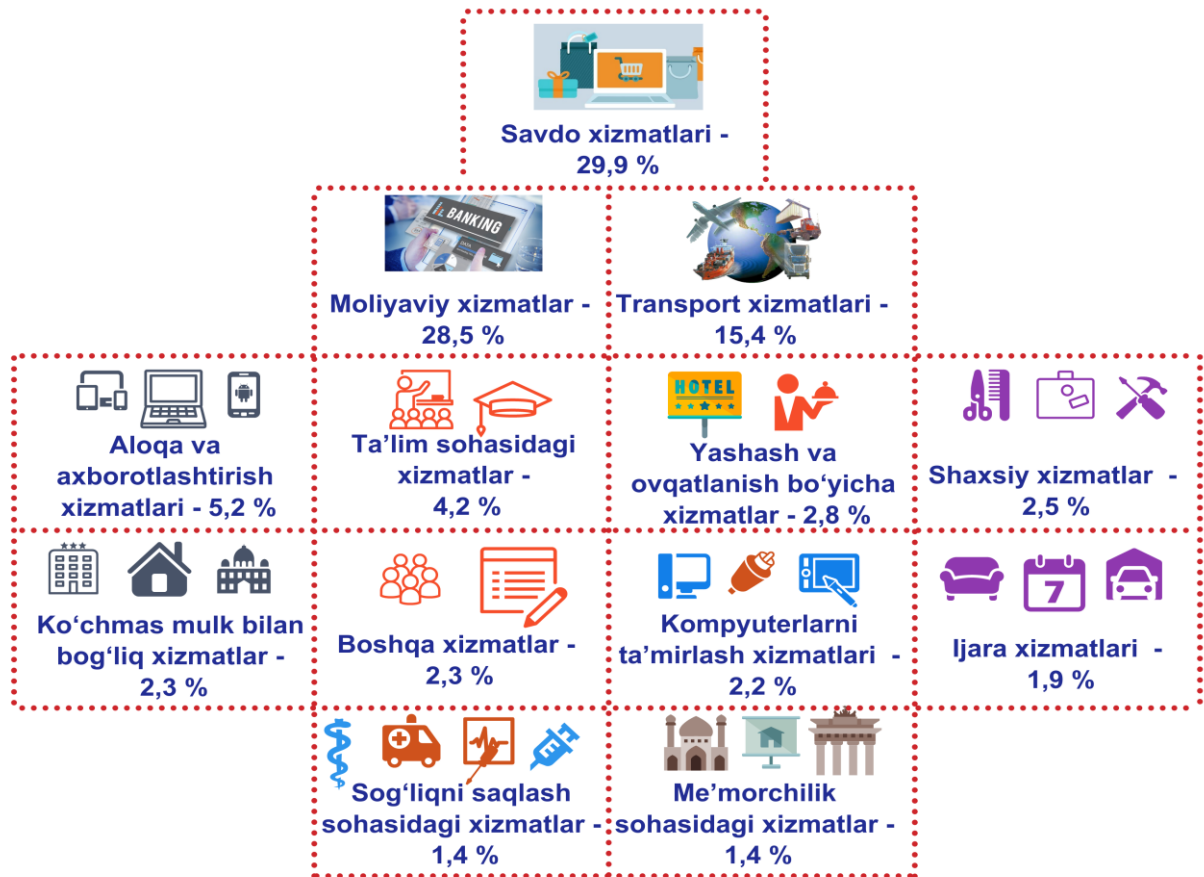 Savdo xizmatlari -
29,9 %
BANKING
DATA
Moliyaviy xizmatlar -
28,5 %
Transport xizmatlari -
15,4 %
Aloqa va
axborotlashtirish
xizmatlari - 5,2 %
Ta’lim sohasidagi
xizmatlar -
4,2 %
HOTEL
Yashash va
ovqatlanish bo‘yicha
xizmatlar - 2,8 %
Shaxsiy xizmatlar -
2,5 %
Ko‘chmas mulk bilan
bog‘liq xizmatlar -
2,3 %
Boshqa xizmatlar -
2,3 %
Kompyuterlarni
ta’mirlash xizmatlari -
2,2 %
7
Ijara xizmatlari -
1,9 %
Sog‘liqni saqlash
sohasidagi xizmatlar -
1,4 %
Me’morchilik
sohasidagi xizmatlar -
1,4 %